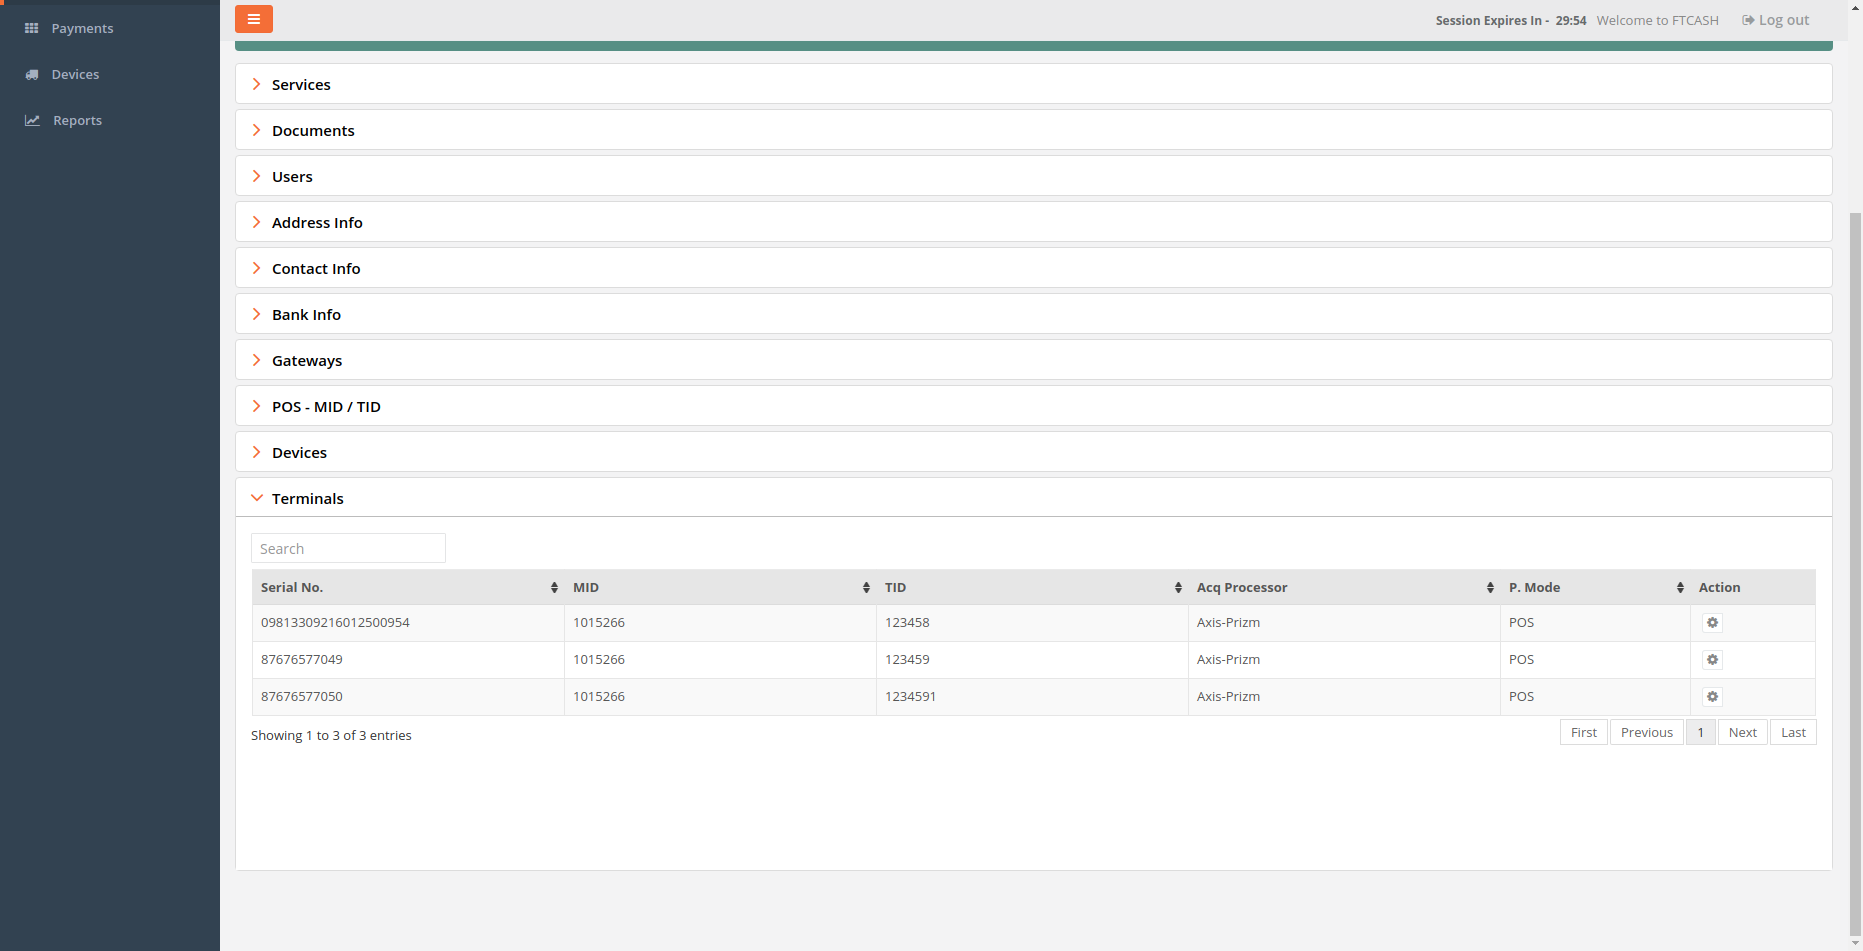 Payments
Devices
Reports
Session Expires In - 29:54 Welcome to FTCASH Log out
Services
Documents
Users
Address Info
Contact Info
Bank Info
Gateways
POS - MID / TID
Devices
Terminals
Search
Serial No. MID TID Acq Processor P. Mode Action
09813309216012500954 1015266 123458 Axis-Prizm POS
87676577049 1015266 123459 Axis-Prizm POS
87676577050 1015266 1234591 Axis-Prizm POS
Showing 1 to 3 of 3 entries
First Previous 1 Next Last